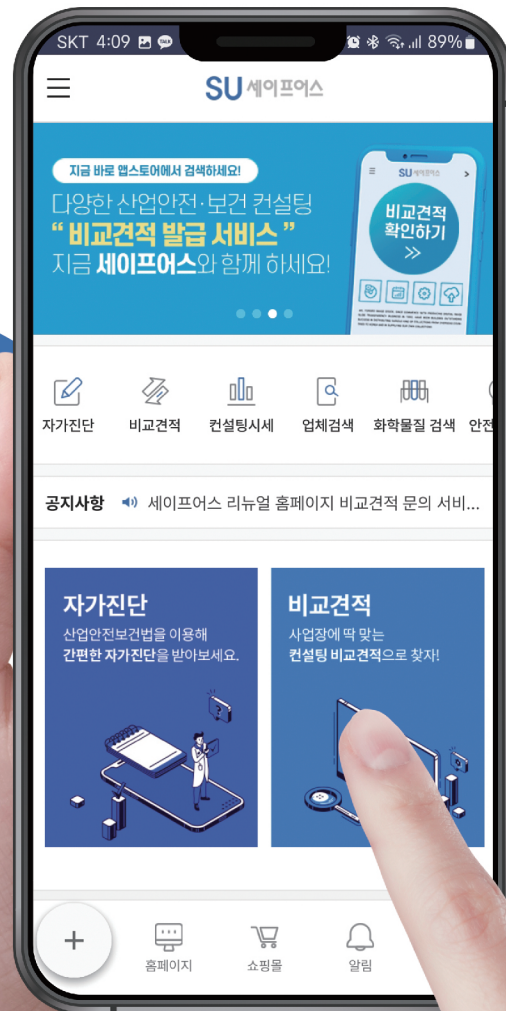 SKT 4:09 89%
SU 세이프어스
지금 바로 앱스토어에서 검색하세요!
다양한 산업안전·보건 컨설팅
“ 비교견적 발급 서비스 ”
지금 세이프어스와 함께 하세요!
SU 세이프어스
비교견적
확인하기
자가진단 비교견적 컨설팅시세 업체검색 화학물질 검색 안전
공지사항 세이프어스 리뉴얼 홈페이지 비교견적 문의 서비...
자가진단
산업안전보건법을 이용해
간편한 자가진단을 받아보세요.
비교견적
사업장에 딱 맞는
컨설팅 비교견적으로 찾자!
홈페이지 쇼핑몰 알림